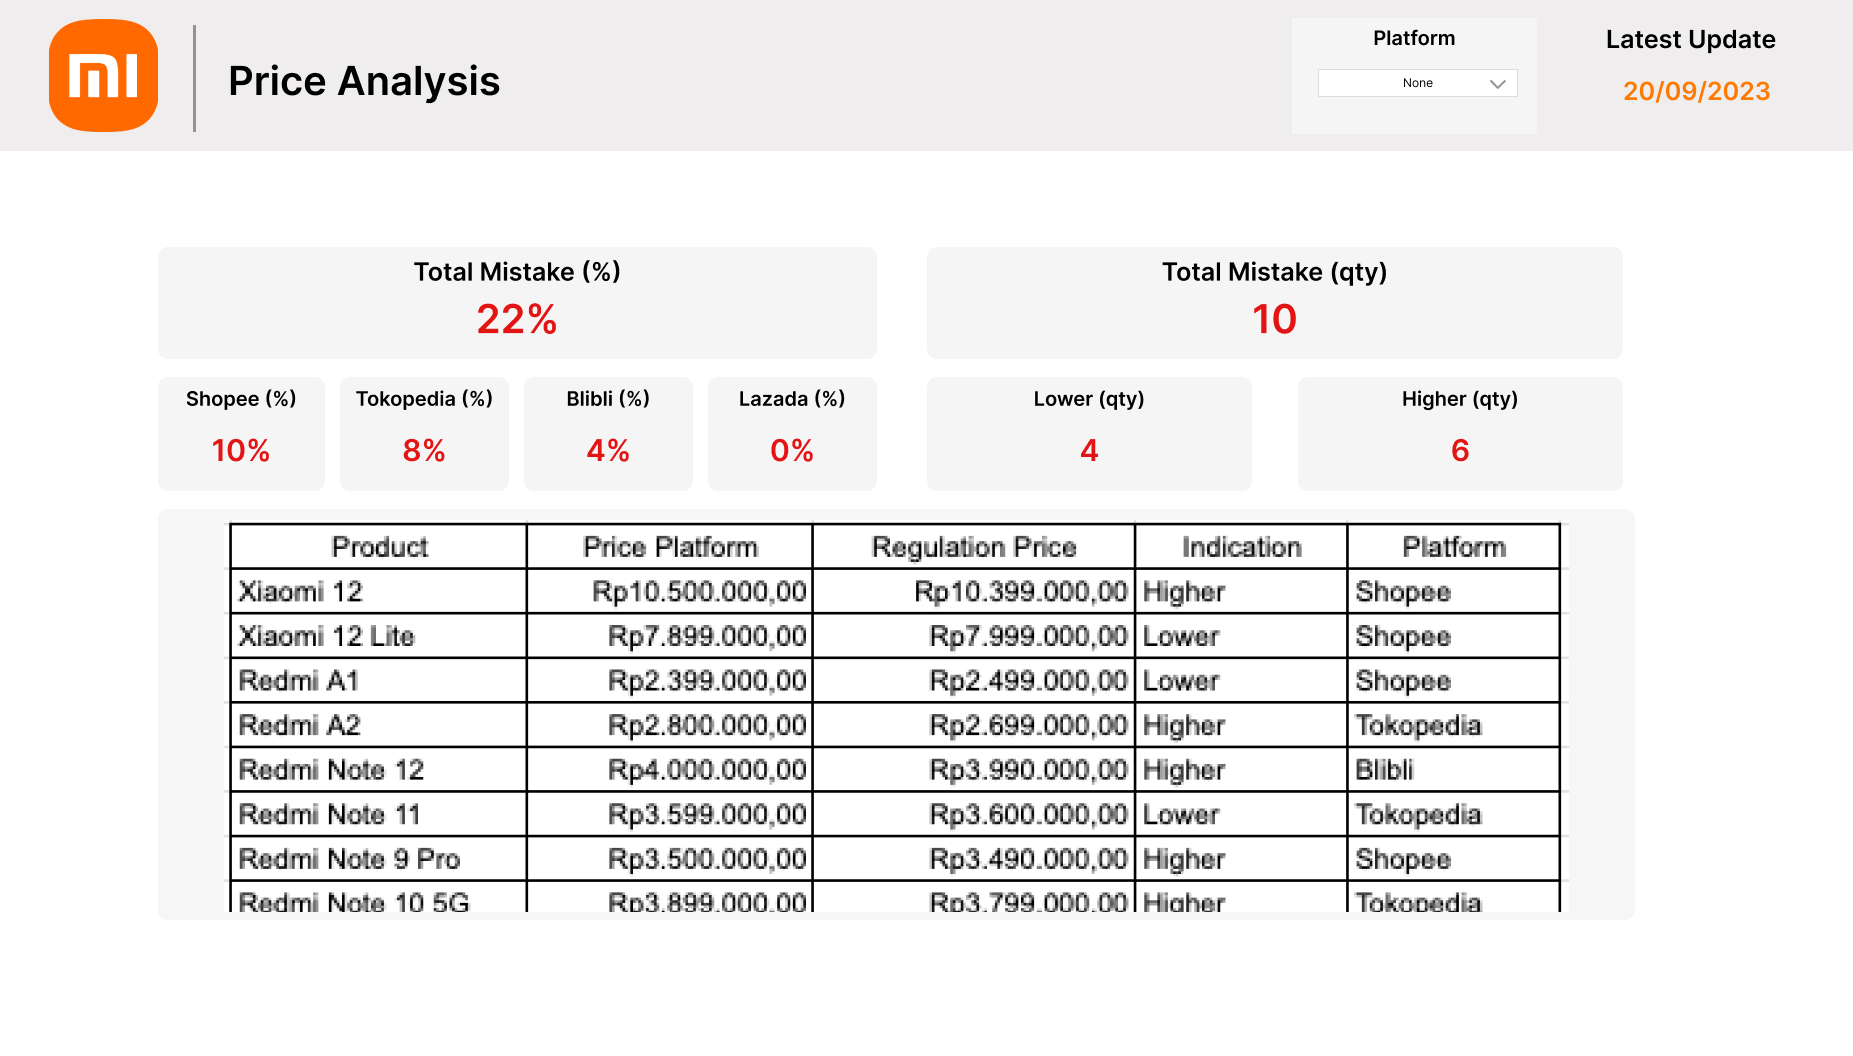 mi
Price Analysis
Platform
None
Latest Update
20/09/2023
Total Mistake (%)
22%
Total Mistake (qty)
10
Shopee (%)
10%
Tokopedia (%)
8%
Blibli (%)
4%
Lazada (%)
0%
Lower (qty)
4
Higher (qty)
6
Product Price Platform Regulation Price Indication Platform
Xiaomi 12 Rp10.500.000,00 Rp10.399.000,00 Higher Shopee
Xiaomi 12 Lite Rp7.899.000,00 Rp7.999.000,00 Lower Shopee
Redmi A1 Rp2.399.000,00 Rp2.499.000,00 Lower Shopee
Redmi A2 Rp2.800.000,00 Rp2.699.000,00 Higher Tokopedia
Redmi Note 12 Rp4.000.000,00 Rp3.990.000,00 Higher Blibli
Redmi Note 11 Rp3.599.000,00 Rp3.600.000,00 Lower Tokopedia
Redmi Note 9 Pro Rp3.500.000,00 Rp3.490.000,00 Higher Shopee
Redmi Note 10 5G Rp3.899.000,00 Rp3.799.000,00 Higher Tokopedia